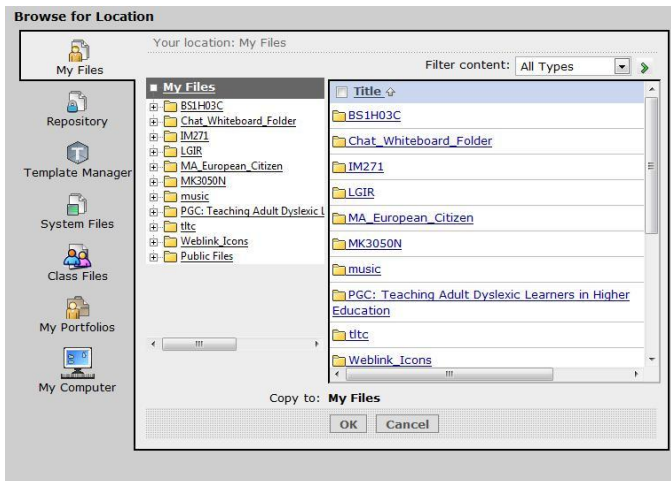 Browse for Location
My Files
Repository
Template Manager
System Files
Class Files
My Portfolios
My Computer
Your location: My Files
Filter content: All Types
My Files
BS1H03C
Chat_Whiteboard_Folder
IM271
LGIR
MA_European_Citizen
MK3050N
music
PGC: Teaching Adult Dyslexic L
tltc
Weblink_Icons
Public Files
Title
BS1H03C
Chat_Whiteboard_Folder
IM271
LGIR
MA_European_Citizen
MK3050N
music
PGC: Teaching Adult Dyslexic Learners in Higher
Education
tltc
Weblink_Icons
Copy to: My Files
OK Cancel